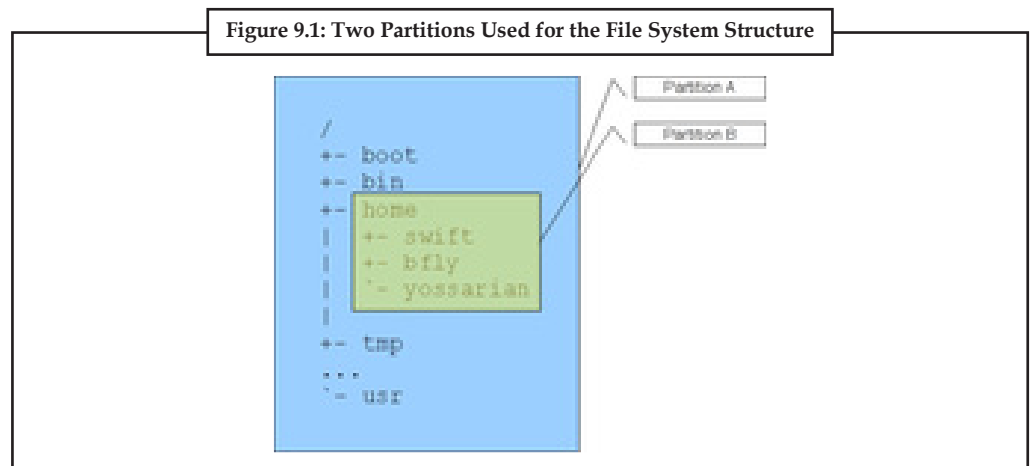 Figure 9.1: Two Partitions Used for the File System Structure
Partition A
Partition B
/
+- boot
+- bin
+- home
| +- swift
| +- bfly
| `- yossarian
|
+- tmp
...
`- usr